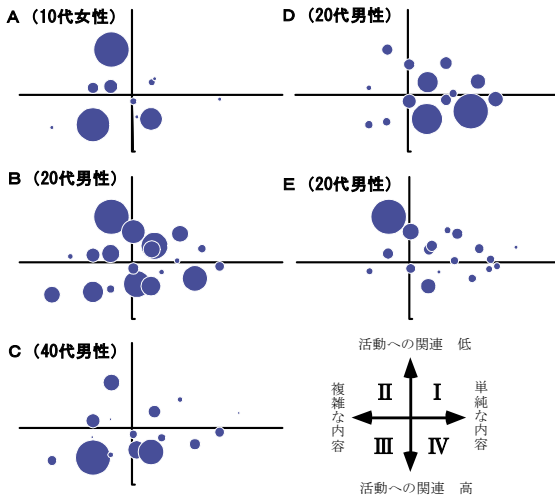 A (10代女性)
D (20代男性)
B (20代男性)
E (20代男性)
C (40代男性)
活動への関連 低
複雑な内容
II
I
単純な内容
III
IV
活動への関連 高